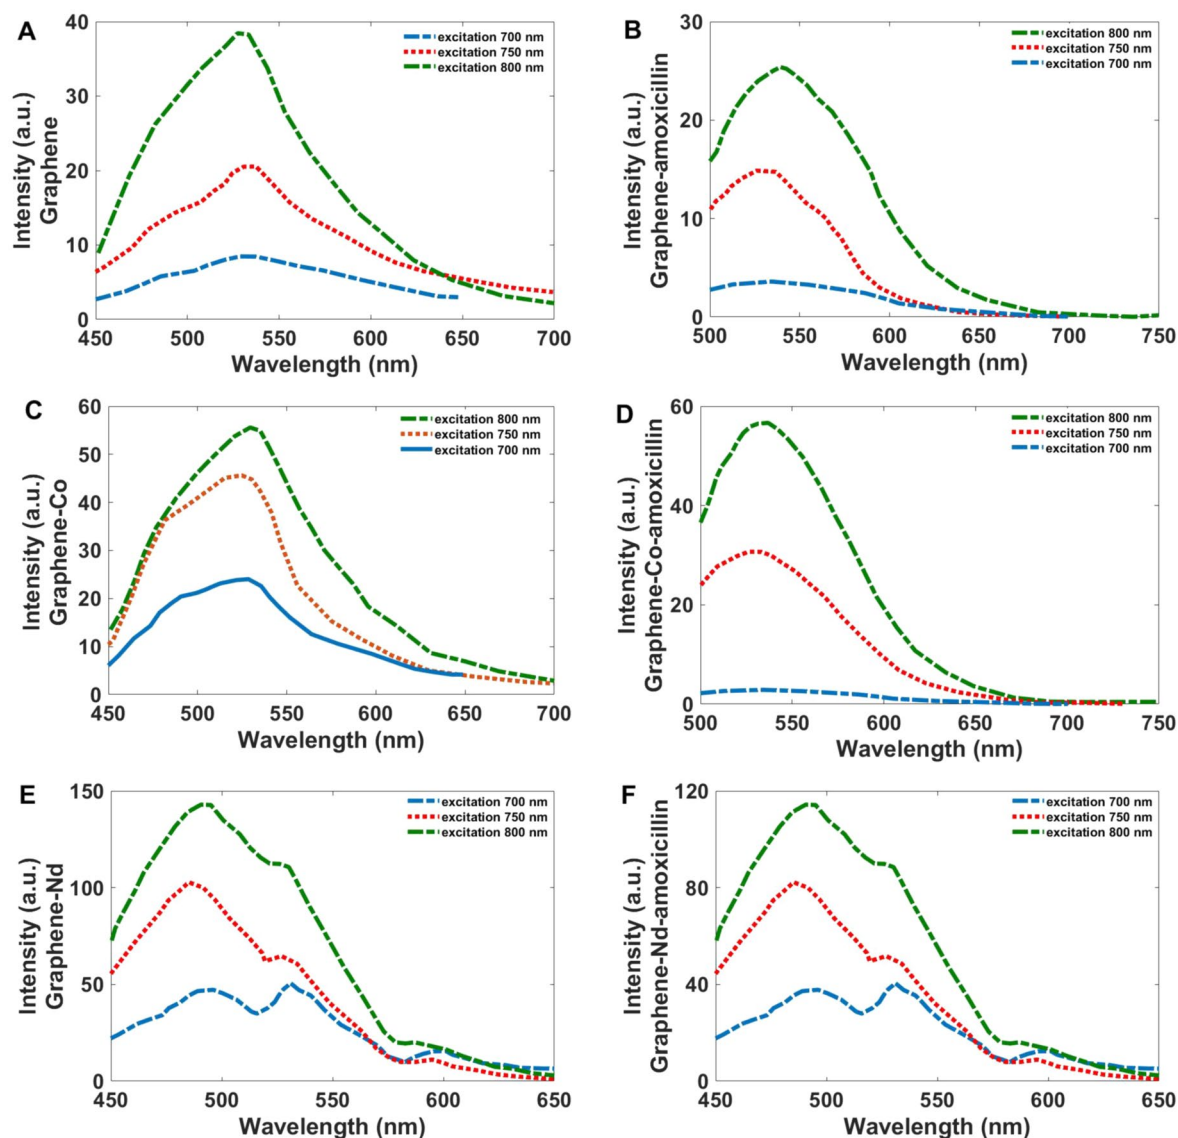 A
Intensity (a.u.)
Graphene
40
30
20
10
0
excitation 700 nm
excitation 750 nm
excitation 800 nm
450 500 550 600 650 700
Wavelength (nm)
B
Intensity (a.u.)
Graphene-amoxicillin
30
20
10
0
excitation 800 nm
excitation 750 nm
excitation 700 nm
500 550 600 650 700 750
Wavelength (nm)
C
Intensity (a.u.)
Graphene-Co
60
50
40
30
20
10
0
excitation 800 nm
excitation 750 nm
excitation 700 nm
450 500 550 600 650 700
Wavelength (nm)
D
Intensity (a.u.)
Graphene-Co-amoxicillin
60
40
20
0
excitation 800 nm
excitation 750 nm
excitation 700 nm
500 550 600 650 700 750
Wavelength (nm)
E
Intensity (a.u.)
Graphene-Nd
150
100
50
0
excitation 700 nm
excitation 750 nm
excitation 800 nm
450 500 550 600 650
Wavelength (nm)
F
Intensity (a.u.)
Graphene-Nd-amoxicillin
120
80
40
0
excitation 700 nm
excitation 750 nm
excitation 800 nm
450 500 550 600 650
Wavelength (nm)